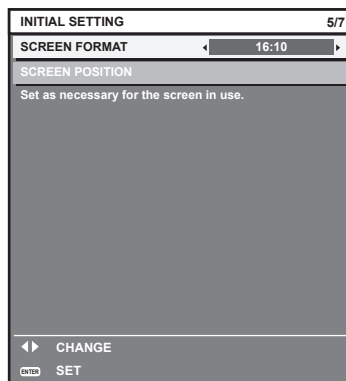 INITIAL SETTING 5/7
SCREEN FORMAT 16:10
SCREEN POSITION
Set as necessary for the screen in use.
CHANGE
ENTER SET